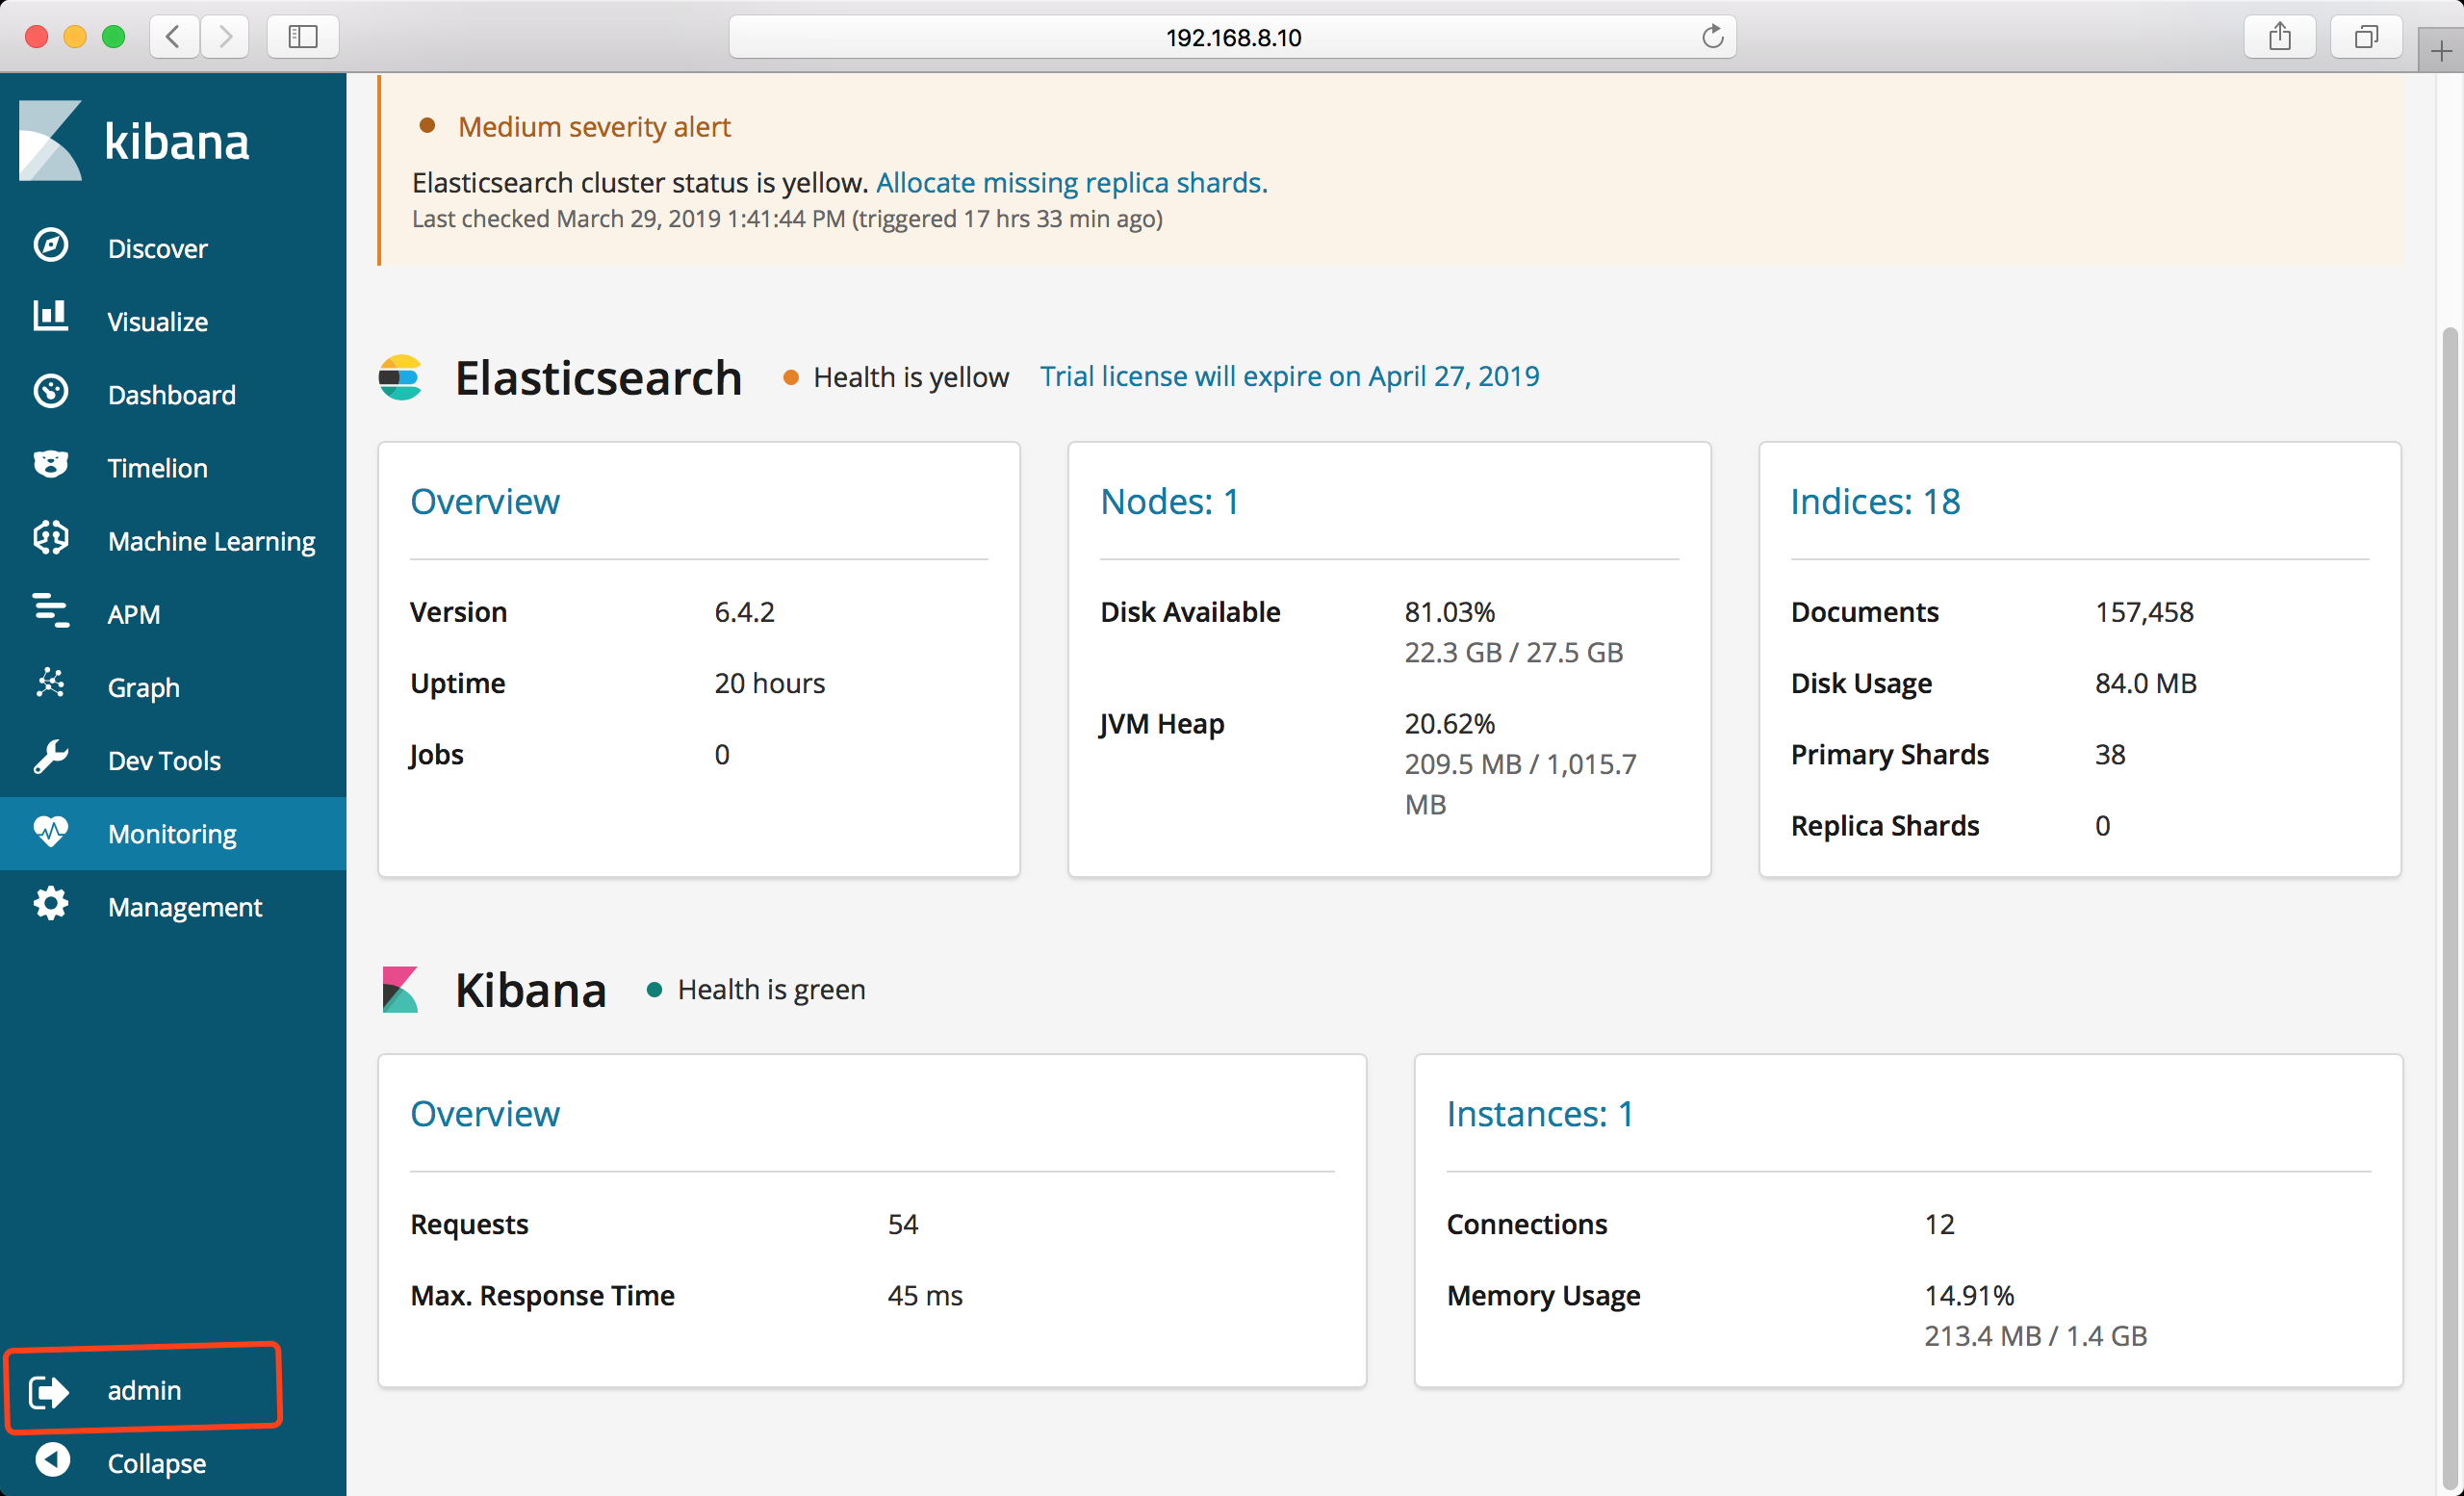 192.168.8.10
kibana
Discover
Visualize
Dashboard
Timelion
Machine Learning
APM
Graph
Dev Tools
Monitoring
Management
admin
Collapse
Medium severity alert
Elasticsearch cluster status is yellow. Allocate missing replica shards.
Last checked March 29, 2019 1:41:44 PM (triggered 17 hrs 33 min ago)
Elasticsearch Health is yellow Trial license will expire on April 27, 2019
Overview
Version 6.4.2
Uptime 20 hours
Jobs 0
Nodes: 1
Disk Available 81.03%
22.3 GB / 27.5 GB
JVM Heap 20.62%
209.5 MB / 1,015.7
MB
Indices: 18
Documents 157,458
Disk Usage 84.0 MB
Primary Shards 38
Replica Shards 0
Kibana Health is green
Overview
Requests 54
Max. Response Time 45 ms
Instances: 1
Connections 12
Memory Usage 14.91%
213.4 MB / 1.4 GB